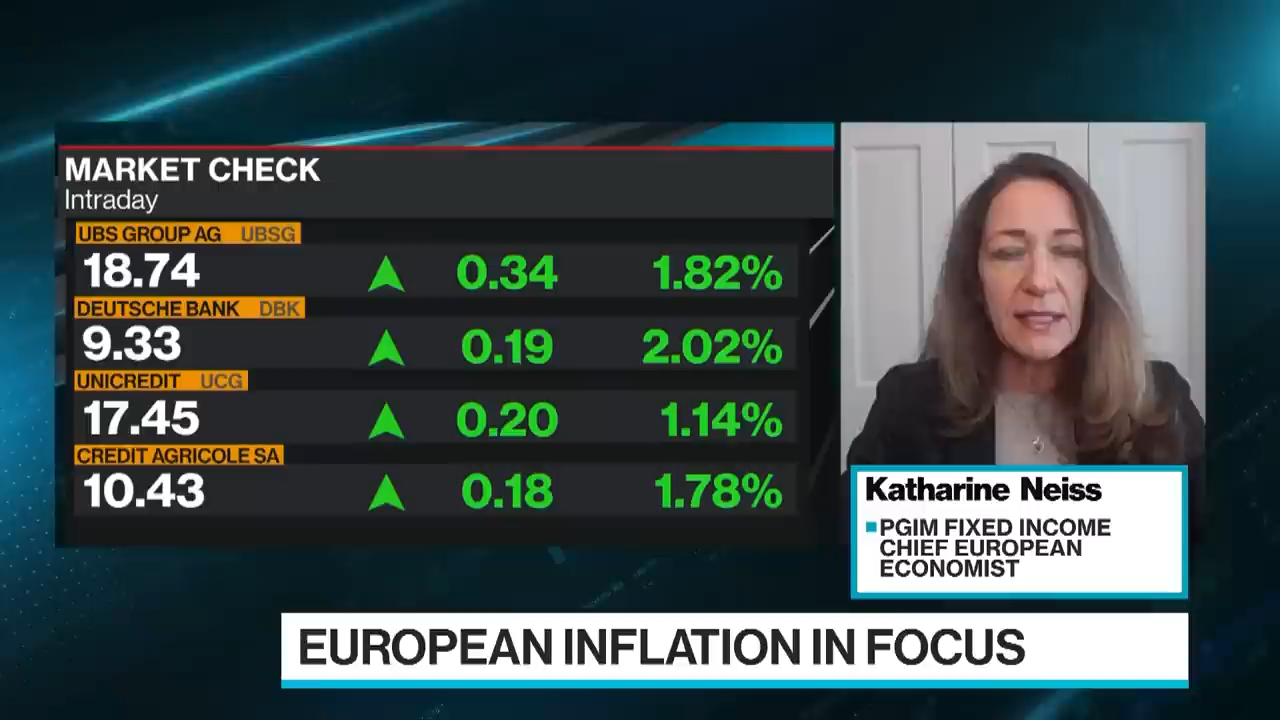 MARKET CHECK
Intraday
UBS GROUP AG UBSG
18.74 0.34 1.82%
DEUTSCHE BANK DBK
9.33 0.19 2.02%
UNICREDIT UCG
17.45 0.20 1.14%
CREDIT AGRICOLE SA
10.43 0.18 1.78%
Katharine Neiss
PGIM FIXED INCOME
CHIEF EUROPEAN
ECONOMIST
EUROPEAN INFLATION IN FOCUS